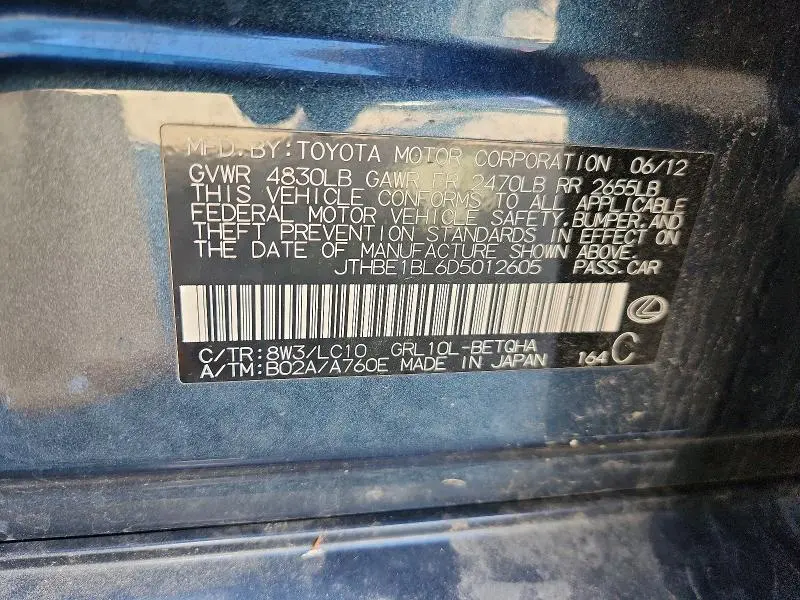 MFD. BY: TOYOTA MOTOR CORPORATION 06/12
GVWR 4830LB GAWR FR 2470LB RR 2655LB
THIS VEHICLE CONFORMS TO ALL APPLICABLE
FEDERAL MOTOR VEHICLE SAFETY, BUMPER, AND
THEFT PREVENTION STANDARDS IN EFFECT ON
THE DATE OF MANUFACTURE SHOWN ABOVE.
JTHBE1BL6D5012605 PASS. CAR
C/TR: 8W3/LC10 GRL10L-BETQHA
A/TM: B02A/A760E MADE IN JAPAN 164 C